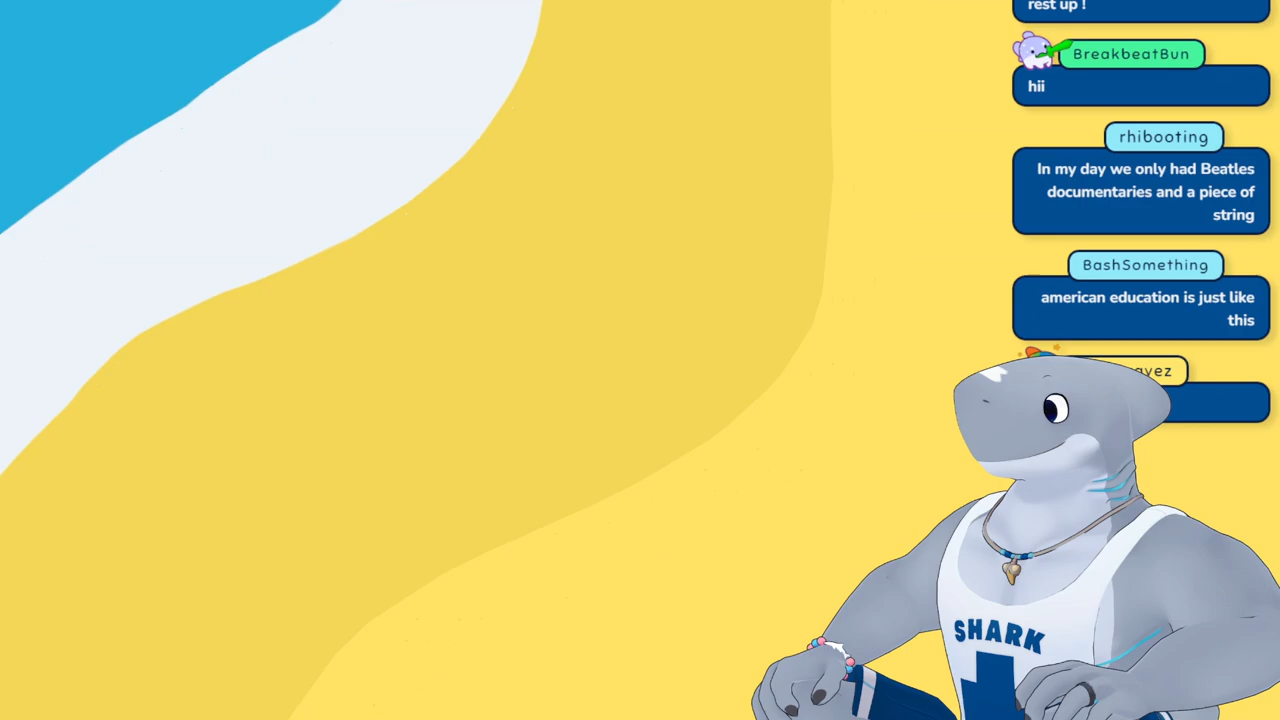 rest up !
BreakbeatBun
hii
rhibooting
In my day we only had Beatles
documentaries and a piece of
string
BashSomething
american education is just like
this
SHARK